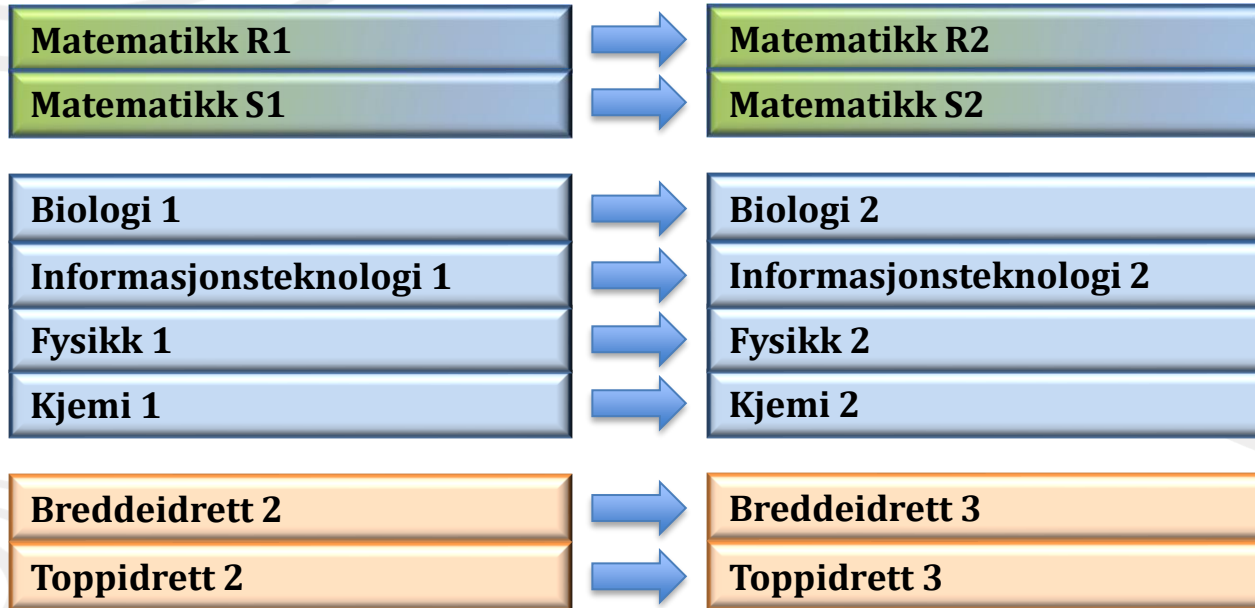 Matematikk R1 Matematikk R2
Matematikk S1 Matematikk S2
Biologi 1 Biologi 2
Informasjonsteknologi 1 Informasjonsteknologi 2
Fysikk 1 Fysikk 2
Kjemi 1 Kjemi 2
Breddeidrett 2 Breddeidrett 3
Toppidrett 2 Toppidrett 3